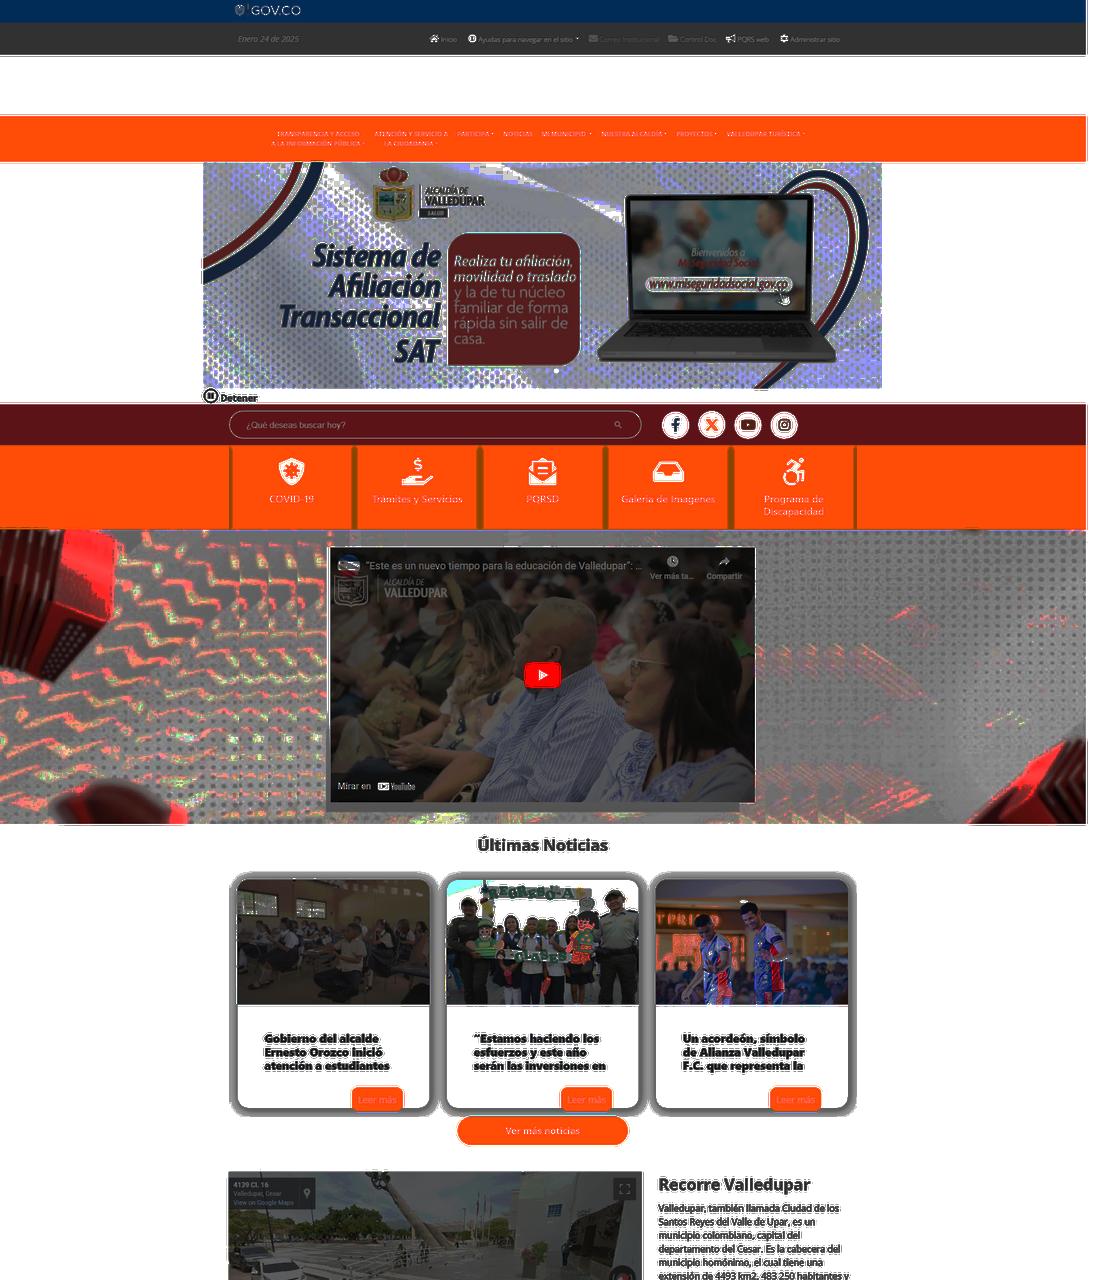 GOV.CO
Enero 24 de 2025
Inicio
Ayudas para navegar en el sitio
Correo Institucional
Control Doc
PQRS web
Administrar sitio
TRANSPARENCIA Y ACCESO
A LA INFORMACIÓN PÚBLICA
ATENCIÓN Y SERVICIO A
LA CIUDADANÍA
PARTICIPA
NOTICIAS
MI MUNICIPIO
NUESTRA ALCALDÍA
PROYECTOS
VALLEDUPAR TURÍSTICA
ALCALDÍA DE
VALLEDUPAR
SALUD
Sistema de
Afiliación
Transaccional
SAT
Realiza tu afiliación,
movilidad o traslado
y la de tu núcleo
familiar de forma
rápida sin salir de
casa.
Bienvenidos a
Mi Seguridad Social
www.miseguridadsocial.gov.co
Detener
¿Qué deseas buscar hoy?
COVID-19
Trámites y Servicios
PQRSD
Galeria de Imagenes
Programa de
Discapacidad
"Este es un nuevo tiempo para la educación de Valledupar": ...
Ver más ta...
Compartir
ALCALDÍA DE
VALLEDUPAR
Mirar en YouTube
Últimas Noticias
REGRESO A
CLASES
Gobierno del alcalde
Ernesto Orozco inició
atención a estudiantes
Leer más
"Estamos haciendo los
esfuerzos y este año
serán las inversiones en
Leer más
Un acordeón, símbolo
de Alianza Valledupar
F.C. que representa la
Leer más
Ver más noticias
4139 Cl. 16
Valledupar, Cesar
View on Google Maps
Recorre Valledupar
Valledupar, también llamada Ciudad de los
Santos Reyes del Valle de Upar, es un
municipio colombiano, capital del
departamento del Cesar. Es la cabecera del
municipio homónimo, el cual tiene una
extensión de 4493 km2, 483 250 habitantes y